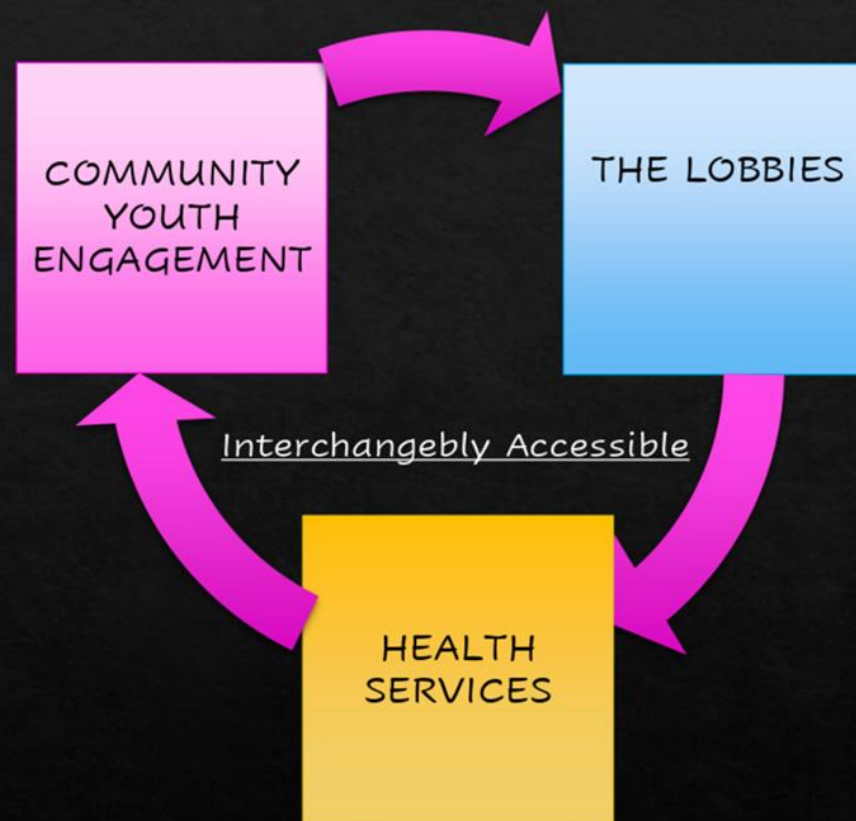 COMMUNITY
YOUTH
ENGAGEMENT
THE LOBBIES
Interchangebly Accessible
HEALTH
SERVICES